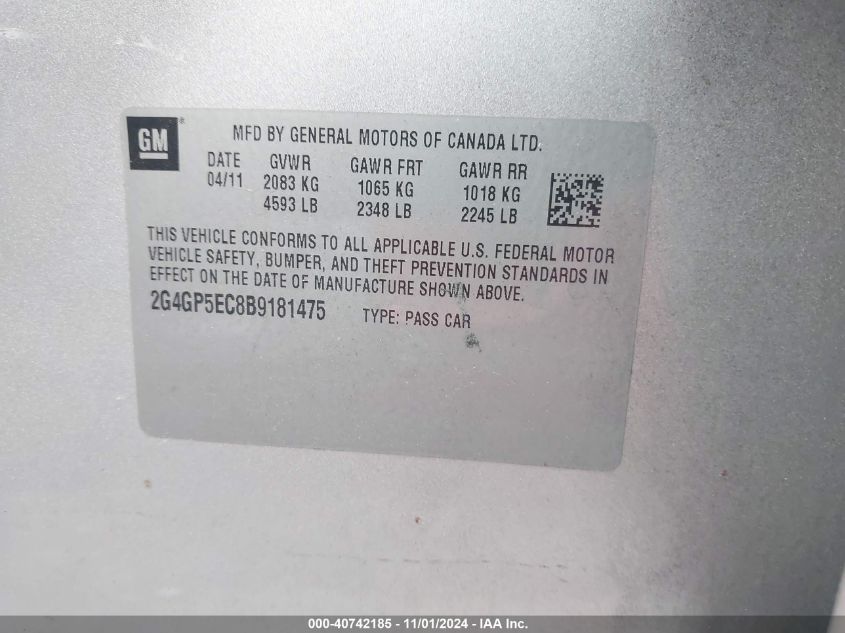 GM ®
MFD BY GENERAL MOTORS OF CANADA LTD.
DATE GVWR GAWR FRT GAWR RR
04/11 2083 KG 1065 KG 1018 KG
4593 LB 2348 LB 2245 LB
THIS VEHICLE CONFORMS TO ALL APPLICABLE U.S. FEDERAL MOTOR
VEHICLE SAFETY, BUMPER, AND THEFT PREVENTION STANDARDS IN
EFFECT ON THE DATE OF MANUFACTURE SHOWN ABOVE.
2G4GP5EC8B9181475 TYPE: PASS CAR
000-40742185 - 11/01/2024 - IAA Inc.